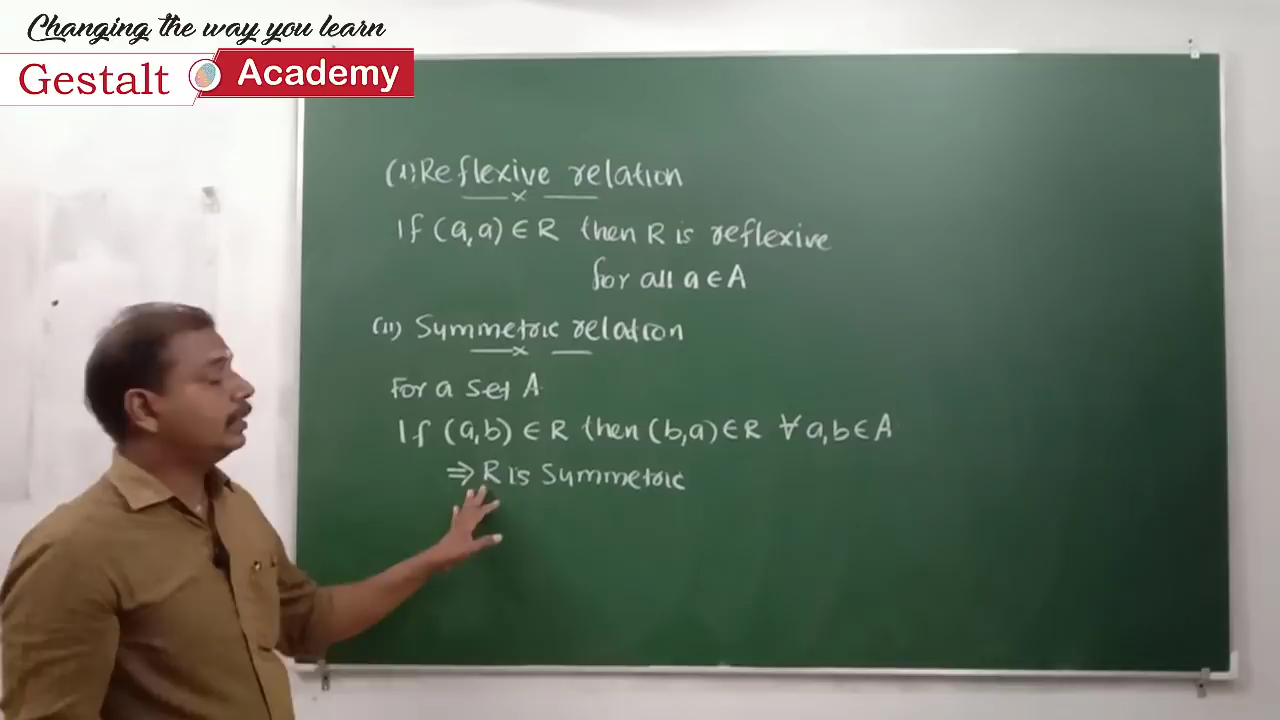 Changing the way you learn
Gestalt Academy
(I) Reflexive relation
If (a,a) ∈ R then R is reflexive
for all a ∈ A
(II) Symmetric relation
For a set A
If (a,b) ∈ R then (b,a) ∈ R ∀ a,b ∈ A
⇒ R is Symmetric